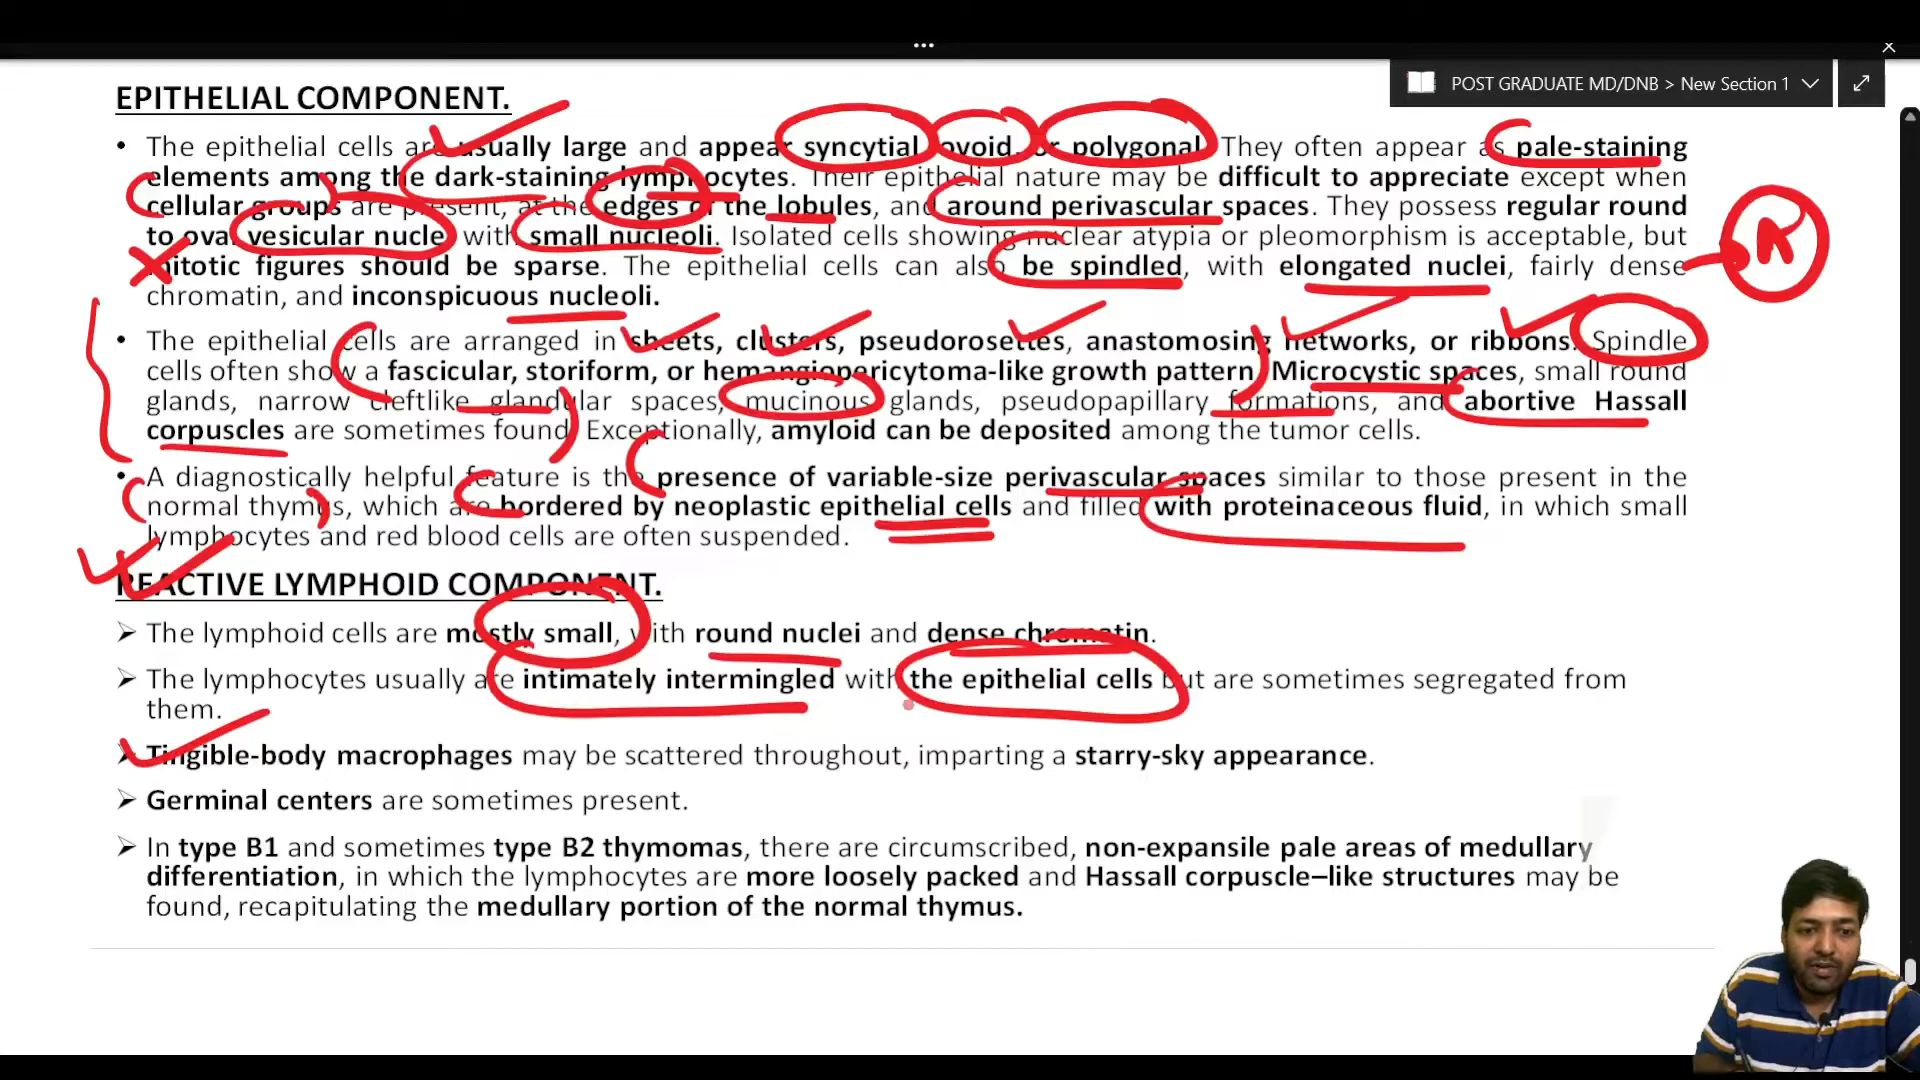 POST GRADUATE MD/DNB > New Section 1
EPITHELIAL COMPONENT.
• The epithelial cells are usually large and appear syncytial, ovoid, or polygonal. They often appear as pale-staining
elements among the dark-staining lymphocytes. Their epithelial nature may be difficult to appreciate except when
cellular groups are present, at the edges of the lobules, and around perivascular spaces. They possess regular round
to oval vesicular nuclei with small nucleoli. Isolated cells showing nuclear atypia or pleomorphism is acceptable, but
mitotic figures should be sparse. The epithelial cells can also be spindled, with elongated nuclei, fairly dense
chromatin, and inconspicuous nucleoli.
• The epithelial cells are arranged in sheets, clusters, pseudorosettes, anastomosing networks, or ribbons. Spindle
cells often show a fascicular, storiform, or hemangiopericytoma-like growth pattern. Microcystic spaces, small round
glands, narrow cleftlike glandular spaces, mucinous glands, pseudopapillary formations, and abortive Hassall
corpuscles are sometimes found. Exceptionally, amyloid can be deposited among the tumor cells.
• A diagnostically helpful feature is the presence of variable-size perivascular spaces similar to those present in the
normal thymus, which are bordered by neoplastic epithelial cells and filled with proteinaceous fluid, in which small
lymphocytes and red blood cells are often suspended.
REACTIVE LYMPHOID COMPONENT.
➢ The lymphoid cells are mostly small, with round nuclei and dense chromatin.
➢ The lymphocytes usually are intimately intermingled with the epithelial cells but are sometimes segregated from
them.
➢ Tingible-body macrophages may be scattered throughout, imparting a starry-sky appearance.
➢ Germinal centers are sometimes present.
➢ In type B1 and sometimes type B2 thymomas, there are circumscribed, non-expansile pale areas of medullary
differentiation, in which the lymphocytes are more loosely packed and Hassall corpuscle–like structures may be
found, recapitulating the medullary portion of the normal thymus.